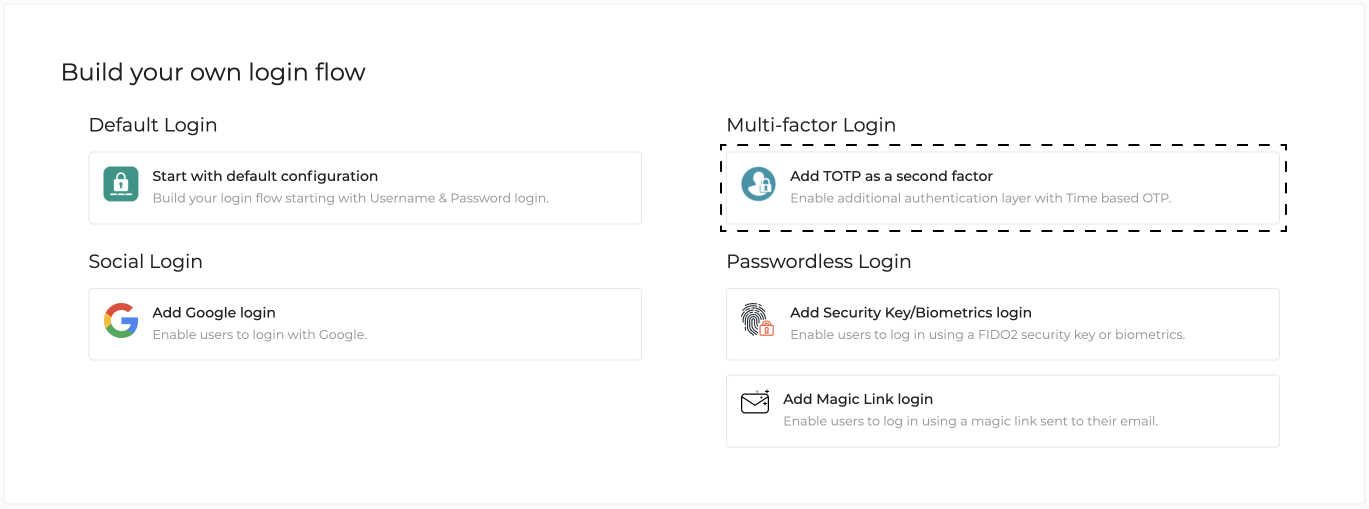 Build your own login flow
Default Login
Start with default configuration
Build your login flow starting with Username & Password login.
Social Login
Add Google login
Enable users to login with Google.
Multi-factor Login
Add TOTP as a second factor
Enable additional authentication layer with Time based OTP.
Passwordless Login
Add Security Key/Biometrics login
Enable users to log in using a FIDO2 security key or biometrics.
Add Magic Link login
Enable users to log in using a magic link sent to their email.